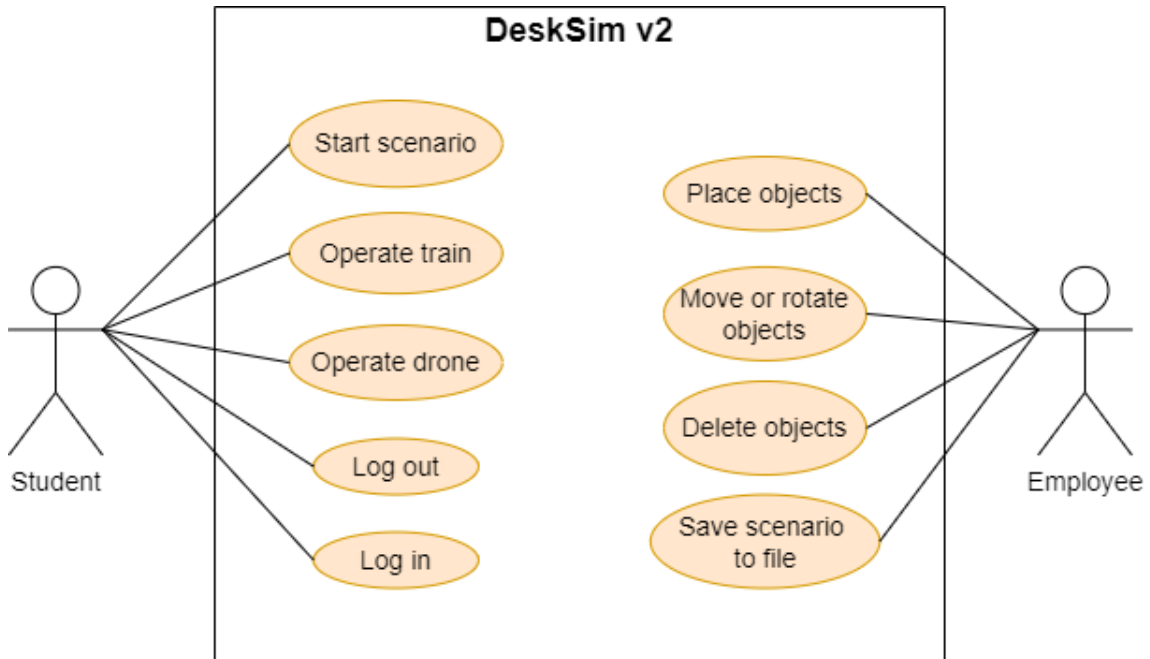 DeskSim v2
Start scenario
Operate train
Operate drone
Log out
Log in
Place objects
Move or rotate
objects
Delete objects
Save scenario
to file
Student
Employee